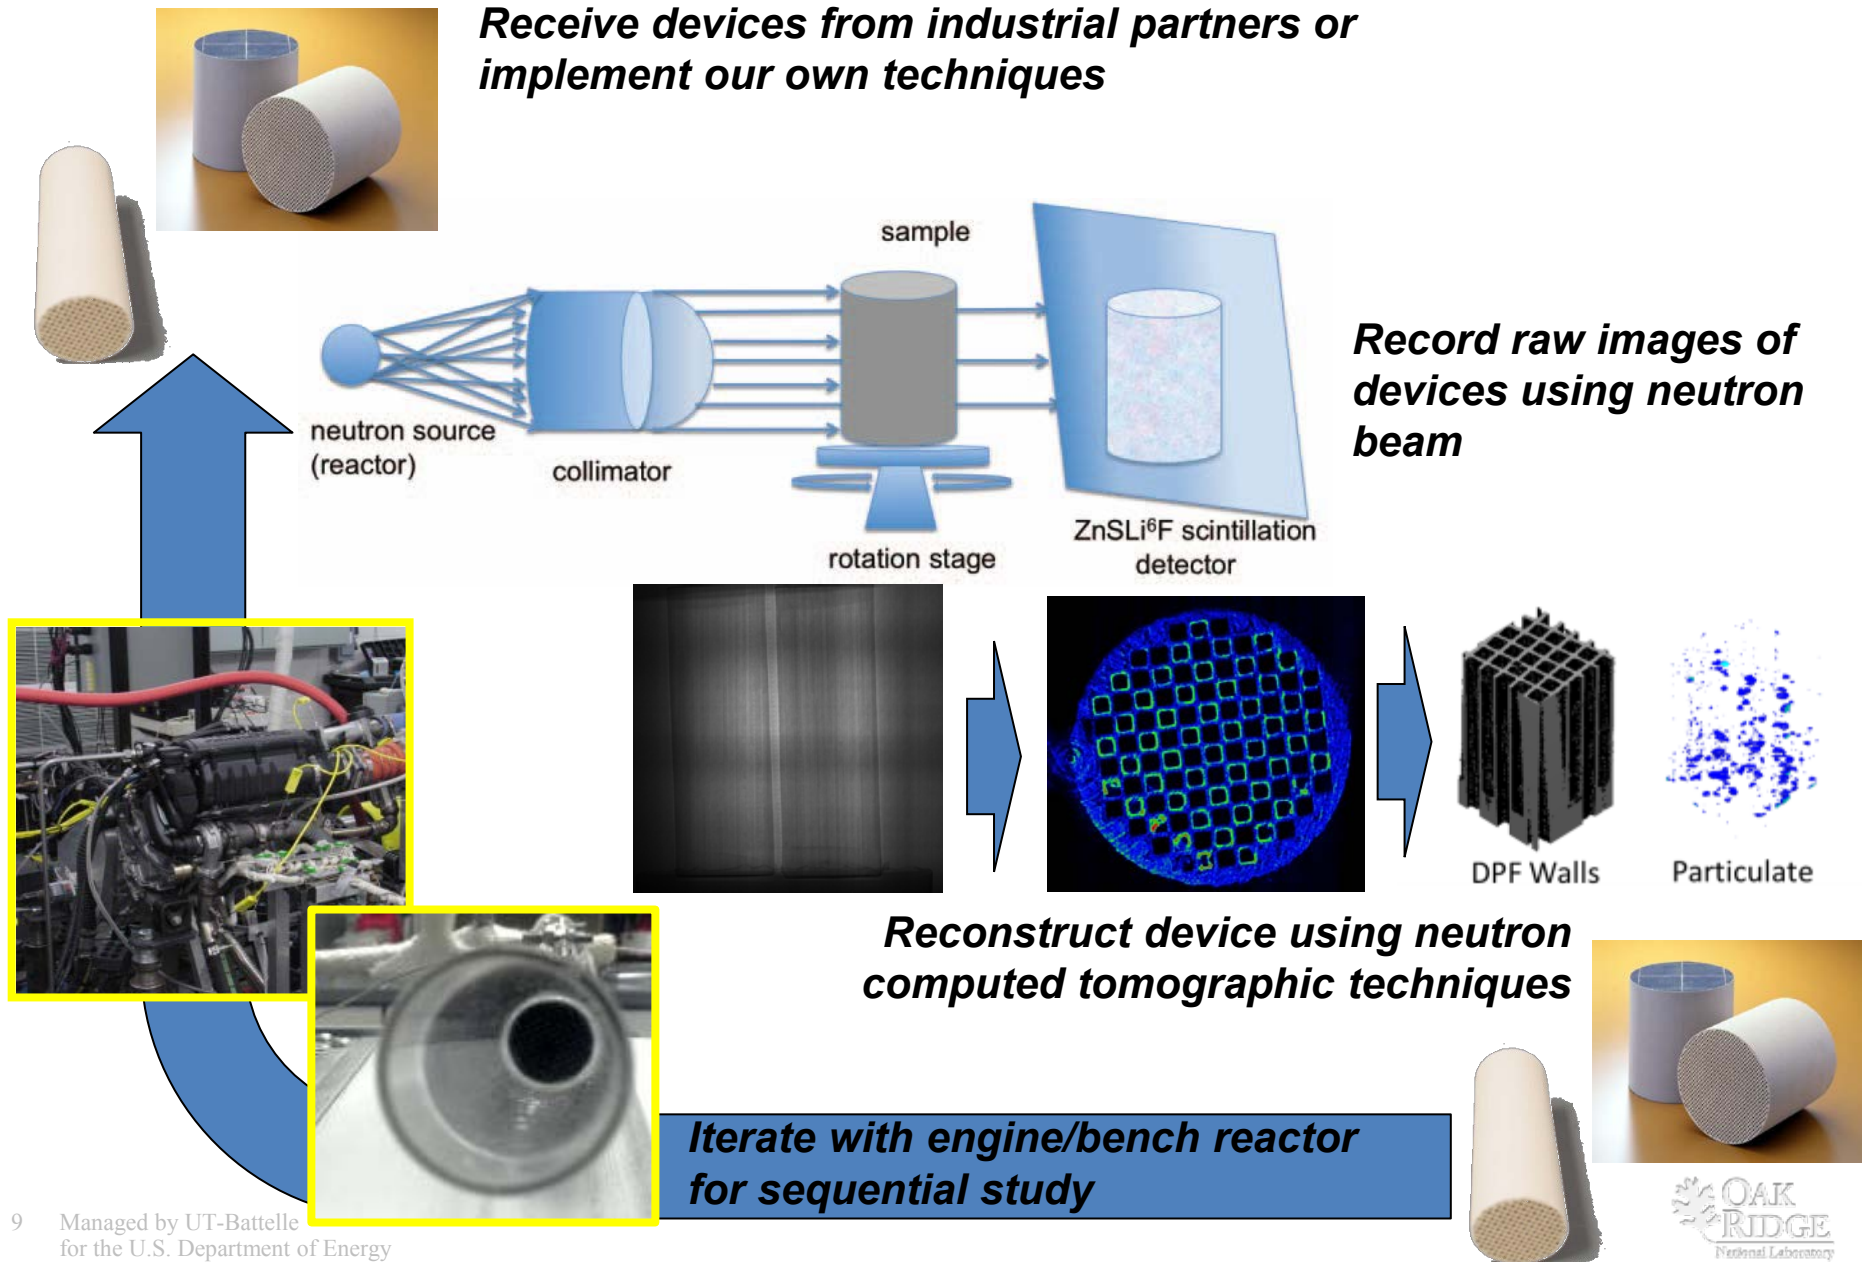 Receive devices from industrial partners or
implement our own techniques
sample
neutron source
(reactor)
collimator
rotation stage
ZnSLi⁶F scintillation
detector
Record raw images of
devices using neutron
beam
DPF Walls
Particulate
Reconstruct device using neutron
computed tomographic techniques
Iterate with engine/bench reactor
for sequential study
9 Managed by UT-Battelle
for the U.S. Department of Energy
OAK
RIDGE
National Laboratory